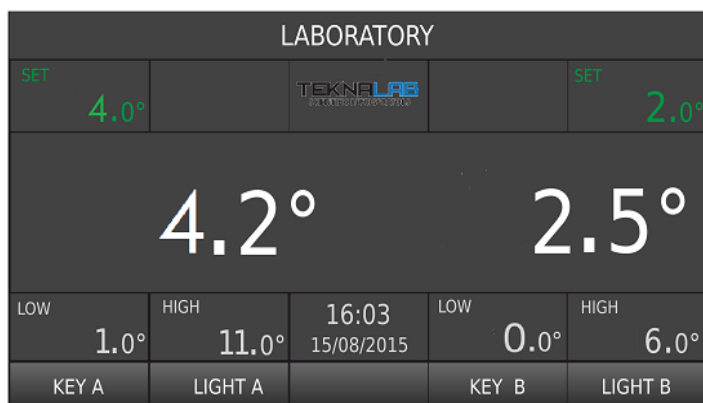 LABORATORY
SET
4.0°
TEKNALAB
SET
2.0°
4.2°
2.5°
LOW
1.0°
HIGH
11.0°
16:03
15/08/2015
LOW
0.0°
HIGH
6.0°
KEY A
LIGHT A
KEY B
LIGHT B